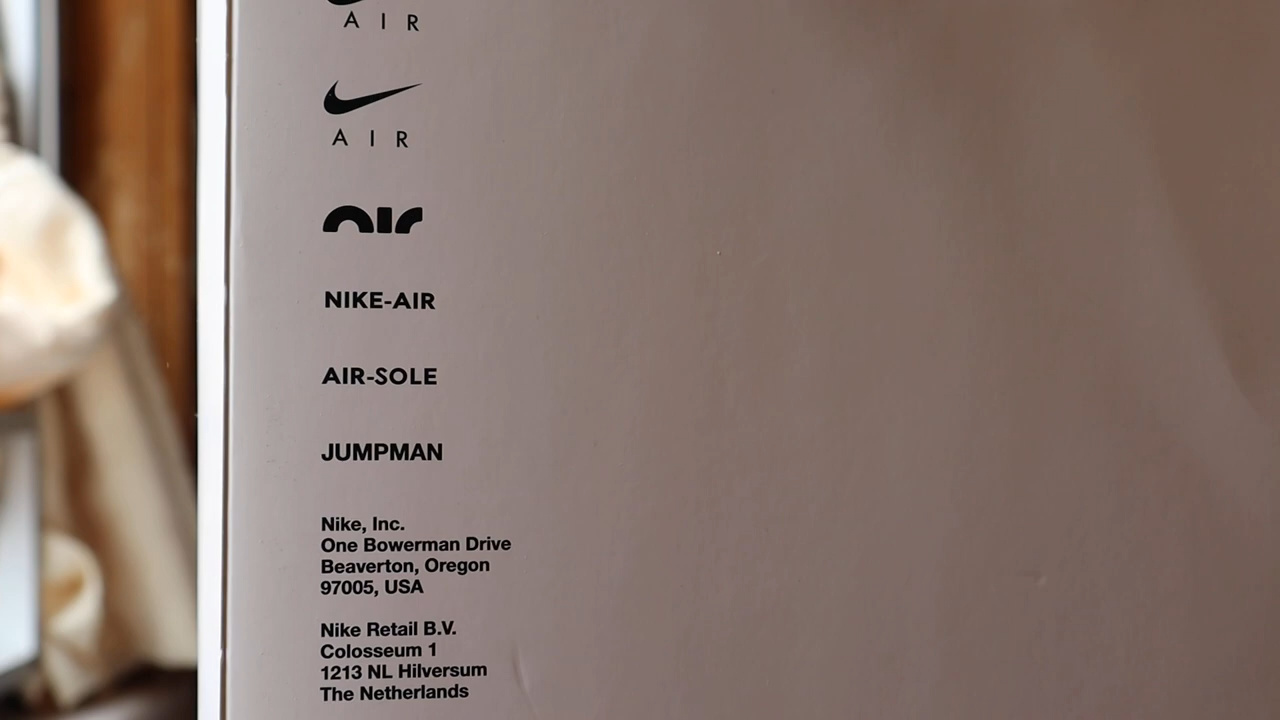 AIR
AIR
air
NIKE-AIR
AIR-SOLE
JUMPMAN
Nike, Inc.
One Bowerman Drive
Beaverton, Oregon
97005, USA
Nike Retail B.V.
Colosseum 1
1213 NL Hilversum
The Netherlands